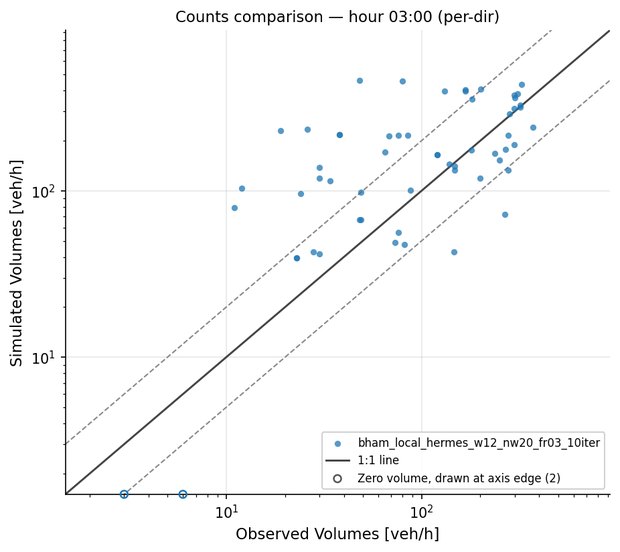 Counts comparison — hour 03:00 (per-dir)
Simulated Volumes [veh/h]
10²
10¹
bham_local_hermes_w12_nw20_fr03_10iter
1:1 line
Zero volume, drawn at axis edge (2)
10¹
10²
Observed Volumes [veh/h]